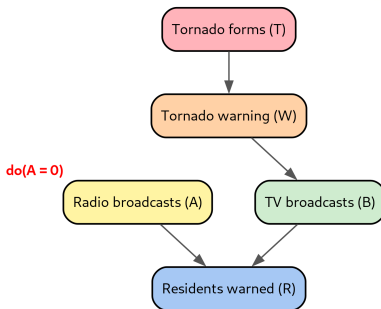 Tornado forms (T)
Tornado warning (W)
do(A = 0)
Radio broadcasts (A)
TV broadcasts (B)
Residents warned (R)